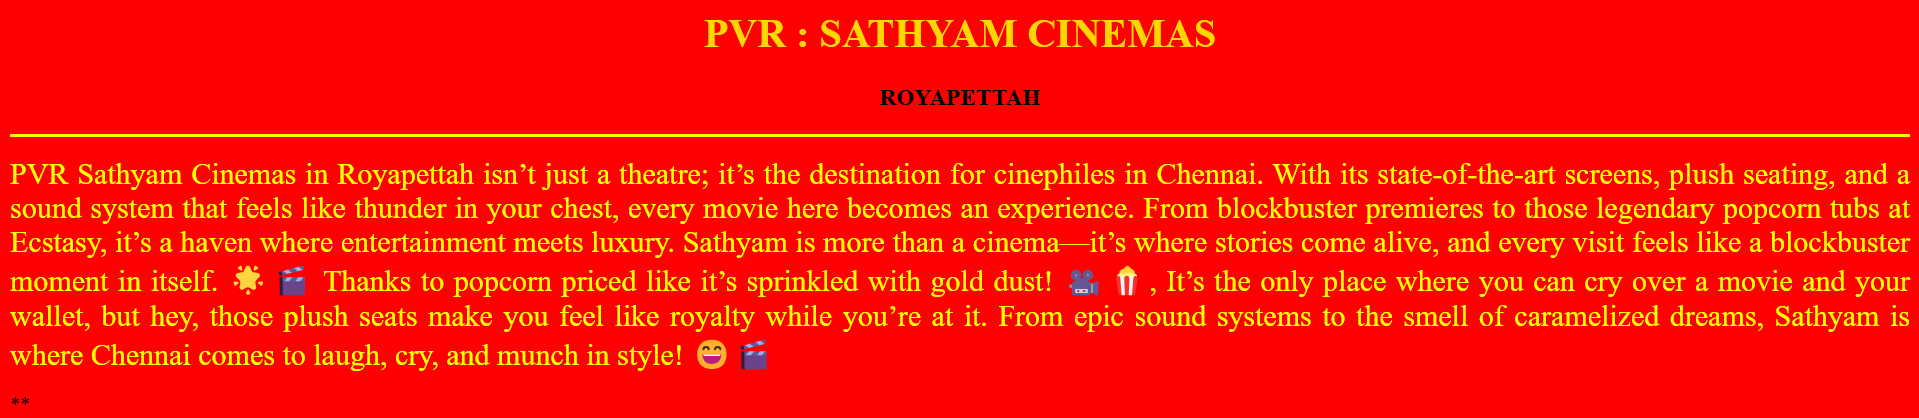 PVR : SATHYAM CINEMAS
ROYAPETTAH
PVR Sathyam Cinemas in Royapettah isn’t just a theatre; it’s the destination for cinephiles in Chennai. With its state-of-the-art screens, plush seating, and a
sound system that feels like thunder in your chest, every movie here becomes an experience. From blockbuster premieres to those legendary popcorn tubs at
Ecstasy, it’s a haven where entertainment meets luxury. Sathyam is more than a cinema—it’s where stories come alive, and every visit feels like a blockbuster
moment in itself. 🌟 🎬 Thanks to popcorn priced like it’s sprinkled with gold dust! 🎥 🍿 , It’s the only place where you can cry over a movie and your
wallet, but hey, those plush seats make you feel like royalty while you’re at it. From epic sound systems to the smell of caramelized dreams, Sathyam is
where Chennai comes to laugh, cry, and munch in style! 😄 🎬
**